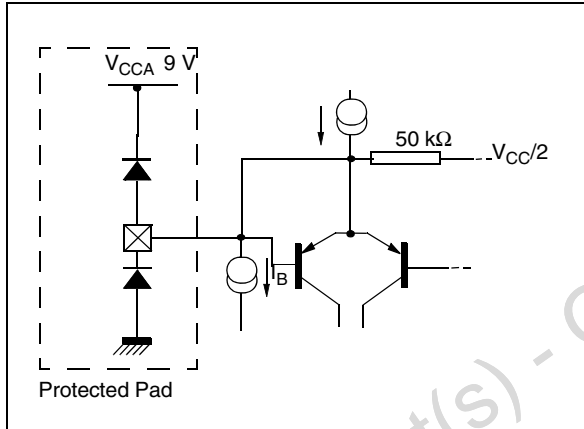 V_CCA 9 V
50 kΩ
V_CC/2
I_B
Protected Pad
t(s) -